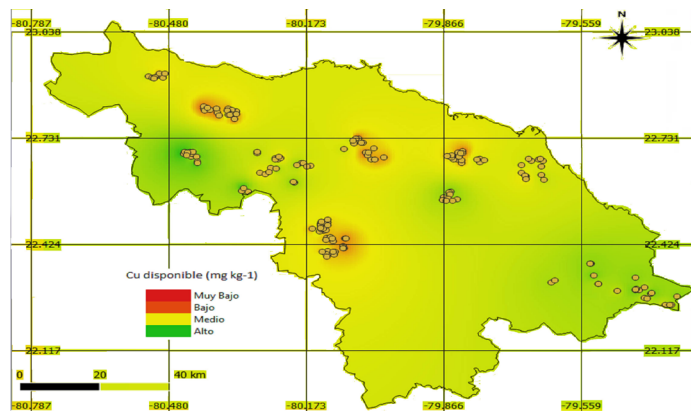 -80.787 -80.480 -80.173 -79.866 -79.559
N
23.038 23.038
22.731 22.731
22.424 22.424
Cu disponible (mg kg-1)
Muy Bajo
Bajo
Medio
Alto
22.117 22.117
0 20 40 km
-80.787 -80.480 -80.173 -79.866 -79.559